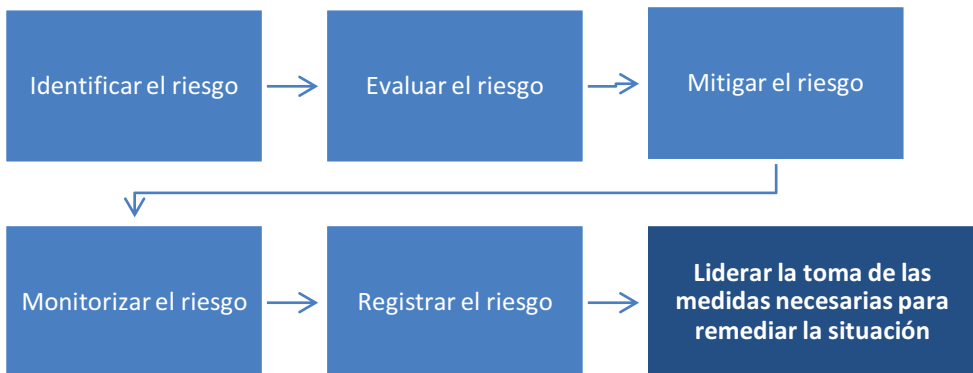 Identificar el riesgo
Evaluar el riesgo
Mitigar el riesgo
Monitorizar el riesgo
Registrar el riesgo
Liderar la toma de las
medidas necesarias para
remediar la situación